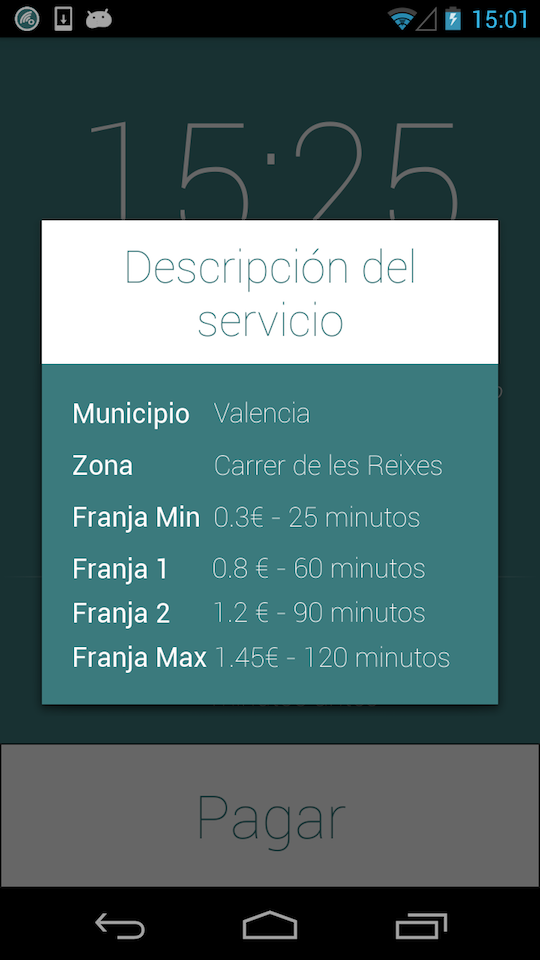 15:01
15:25
Descripción del
servicio
Municipio Valencia
Zona Carrer de les Reixes
Franja Min 0.3€ - 25 minutos
Franja 1 0.8 € - 60 minutos
Franja 2 1.2 € - 90 minutos
Franja Max 1.45€ - 120 minutos
Pagar